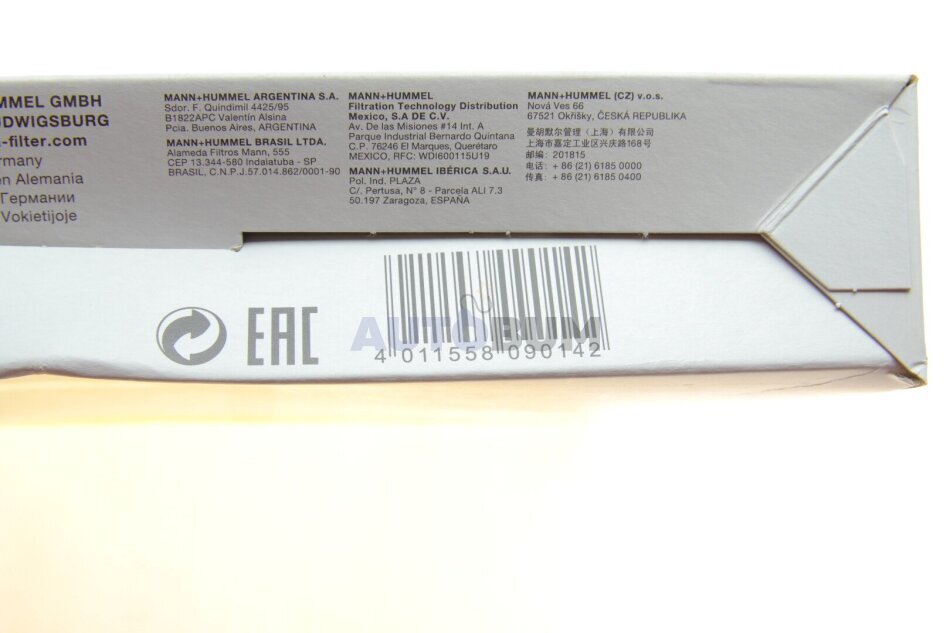 MMEL GMBH
UDWIGSBURG
-filter.com
ermany
en Alemania
Германии
Vokietijoje
MANN+HUMMEL ARGENTINA S.A.
Sdor. F. Quindimil 4425/95
B1822APC Valentín Alsina
Pcia. Buenos Aires, ARGENTINA
MANN+HUMMEL BRASIL LTDA.
Alameda Filtros Mann, 555
CEP 13.344-580 Indaiatuba - SP
BRASIL, C.N.P.J.57.014.862/0001-90
MANN+HUMMEL
Filtration Technology Distribution
Mexico, S.A DE C.V.
Av. De las Misiones #14 Int. A
Parque Industrial Bernardo Quintana
C.P. 76246 El Marques, Querétaro
MEXICO, RFC: WDI600115U19
MANN+HUMMEL IBÉRICA S.A.U.
Pol. Ind. PLAZA
C/. Pertusa, N° 8 - Parcela ALI 7.3
50.197 Zaragoza, ESPAÑA
MANN+HUMMEL (CZ) v.o.s.
Nová Ves 66
67521 Okříšky, ČESKÁ REPUBLIKA
曼胡默尔管理（上海）有限公司
上海市嘉定工业区兴庆路168号
邮编: 201815
电话: + 86 (21) 6185 0000
传真: + 86 (21) 6185 0400
EAC
AUTOBUM
4 011558 090142